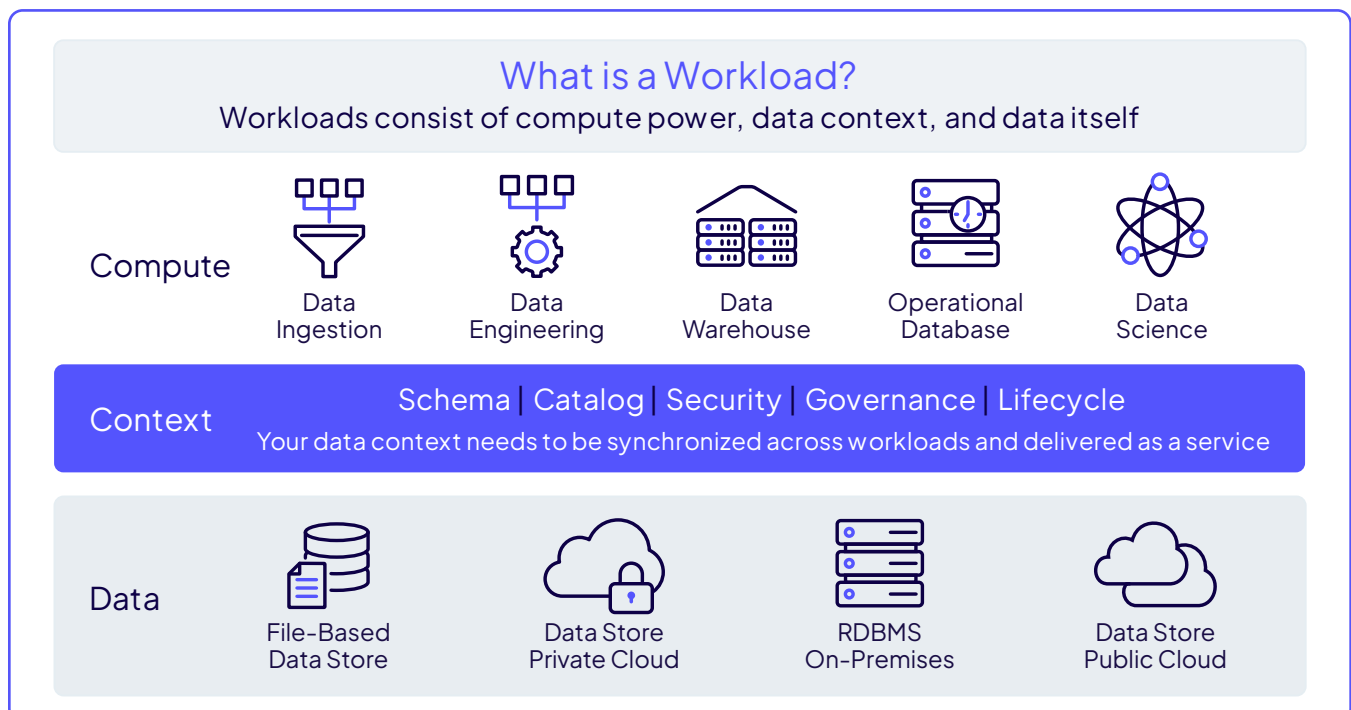 What is a Workload?
Workloads consist of compute power, data context, and data itself
Compute
Data
Ingestion
Data
Engineering
Data
Warehouse
Operational
Database
Data
Science
Context
Schema | Catalog | Security | Governance | Lifecycle
Your data context needs to be synchronized across workloads and delivered as a service
Data
File-Based
Data Store
Data Store
Private Cloud
RDBMS
On-Premises
Data Store
Public Cloud